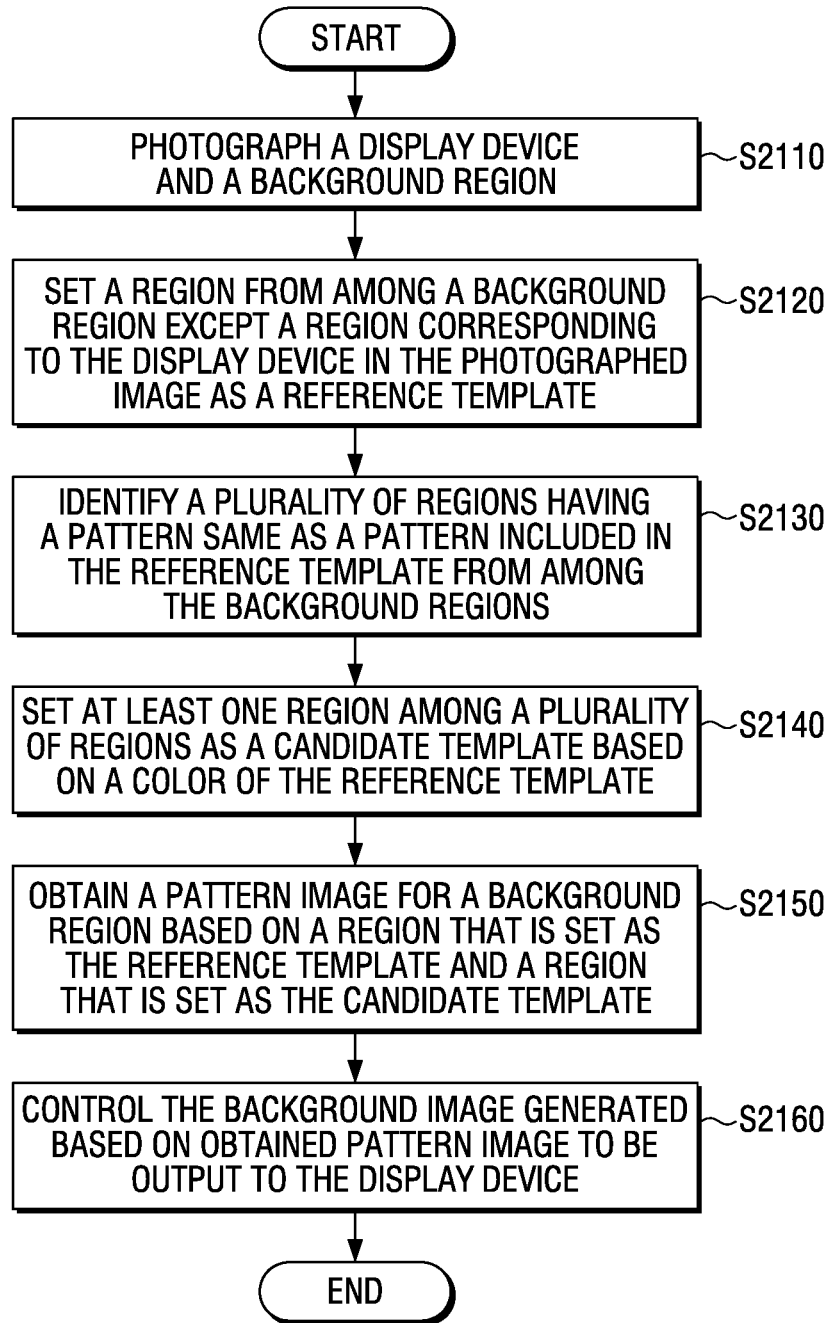 START
PHOTOGRAPH A DISPLAY DEVICE
AND A BACKGROUND REGION
S2110
SET A REGION FROM AMONG A BACKGROUND
REGION EXCEPT A REGION CORRESPONDING
TO THE DISPLAY DEVICE IN THE PHOTOGRAPHED
IMAGE AS A REFERENCE TEMPLATE
S2120
IDENTIFY A PLURALITY OF REGIONS HAVING
A PATTERN SAME AS A PATTERN INCLUDED IN
THE REFERENCE TEMPLATE FROM AMONG
THE BACKGROUND REGIONS
S2130
SET AT LEAST ONE REGION AMONG A PLURALITY
OF REGIONS AS A CANDIDATE TEMPLATE BASED
ON A COLOR OF THE REFERENCE TEMPLATE
S2140
OBTAIN A PATTERN IMAGE FOR A BACKGROUND
REGION BASED ON A REGION THAT IS SET AS
THE REFERENCE TEMPLATE AND A REGION
THAT IS SET AS THE CANDIDATE TEMPLATE
S2150
CONTROL THE BACKGROUND IMAGE GENERATED
BASED ON OBTAINED PATTERN IMAGE TO BE
OUTPUT TO THE DISPLAY DEVICE
S2160
END